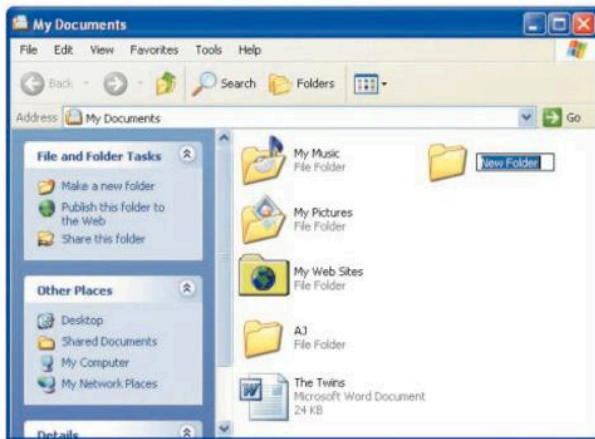 My Documents
File Edit View Favorites Tools Help
Back Search Folders
Address My Documents Go
File and Folder Tasks
Make a new folder
Publish this folder to
the Web
Share this folder
Other Places
Desktop
Shared Documents
My Computer
My Network Places
Details
My Music
File Folder
My Pictures
File Folder
My Web Sites
File Folder
AJ
File Folder
The Twins
Microsoft Word Document
24 KB
New Folder